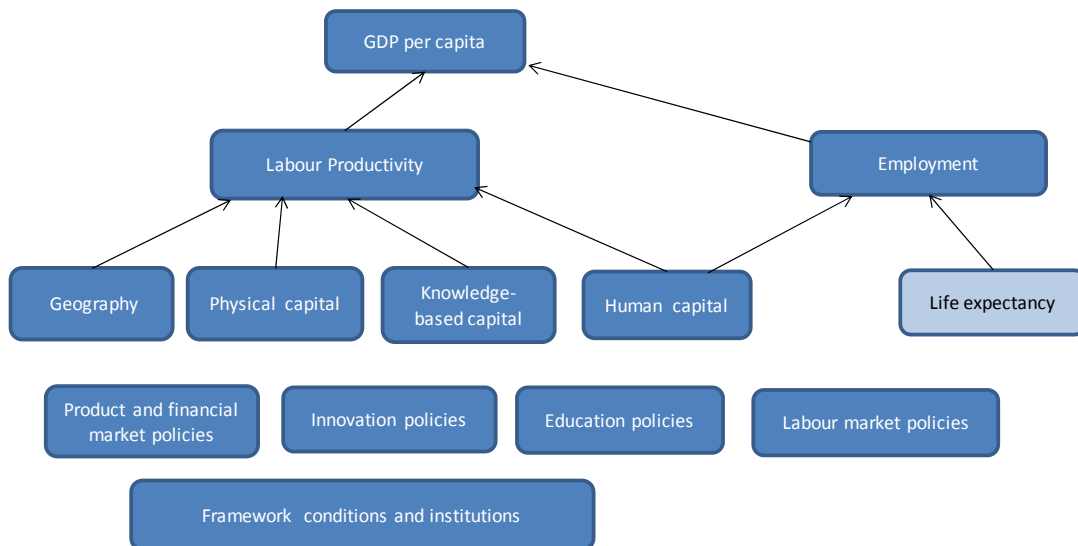 GDP per capita
Labour Productivity
Employment
Geography
Physical capital
Knowledge-
based capital
Human capital
Life expectancy
Product and financial
market policies
Innovation policies
Education policies
Labour market policies
Framework conditions and institutions